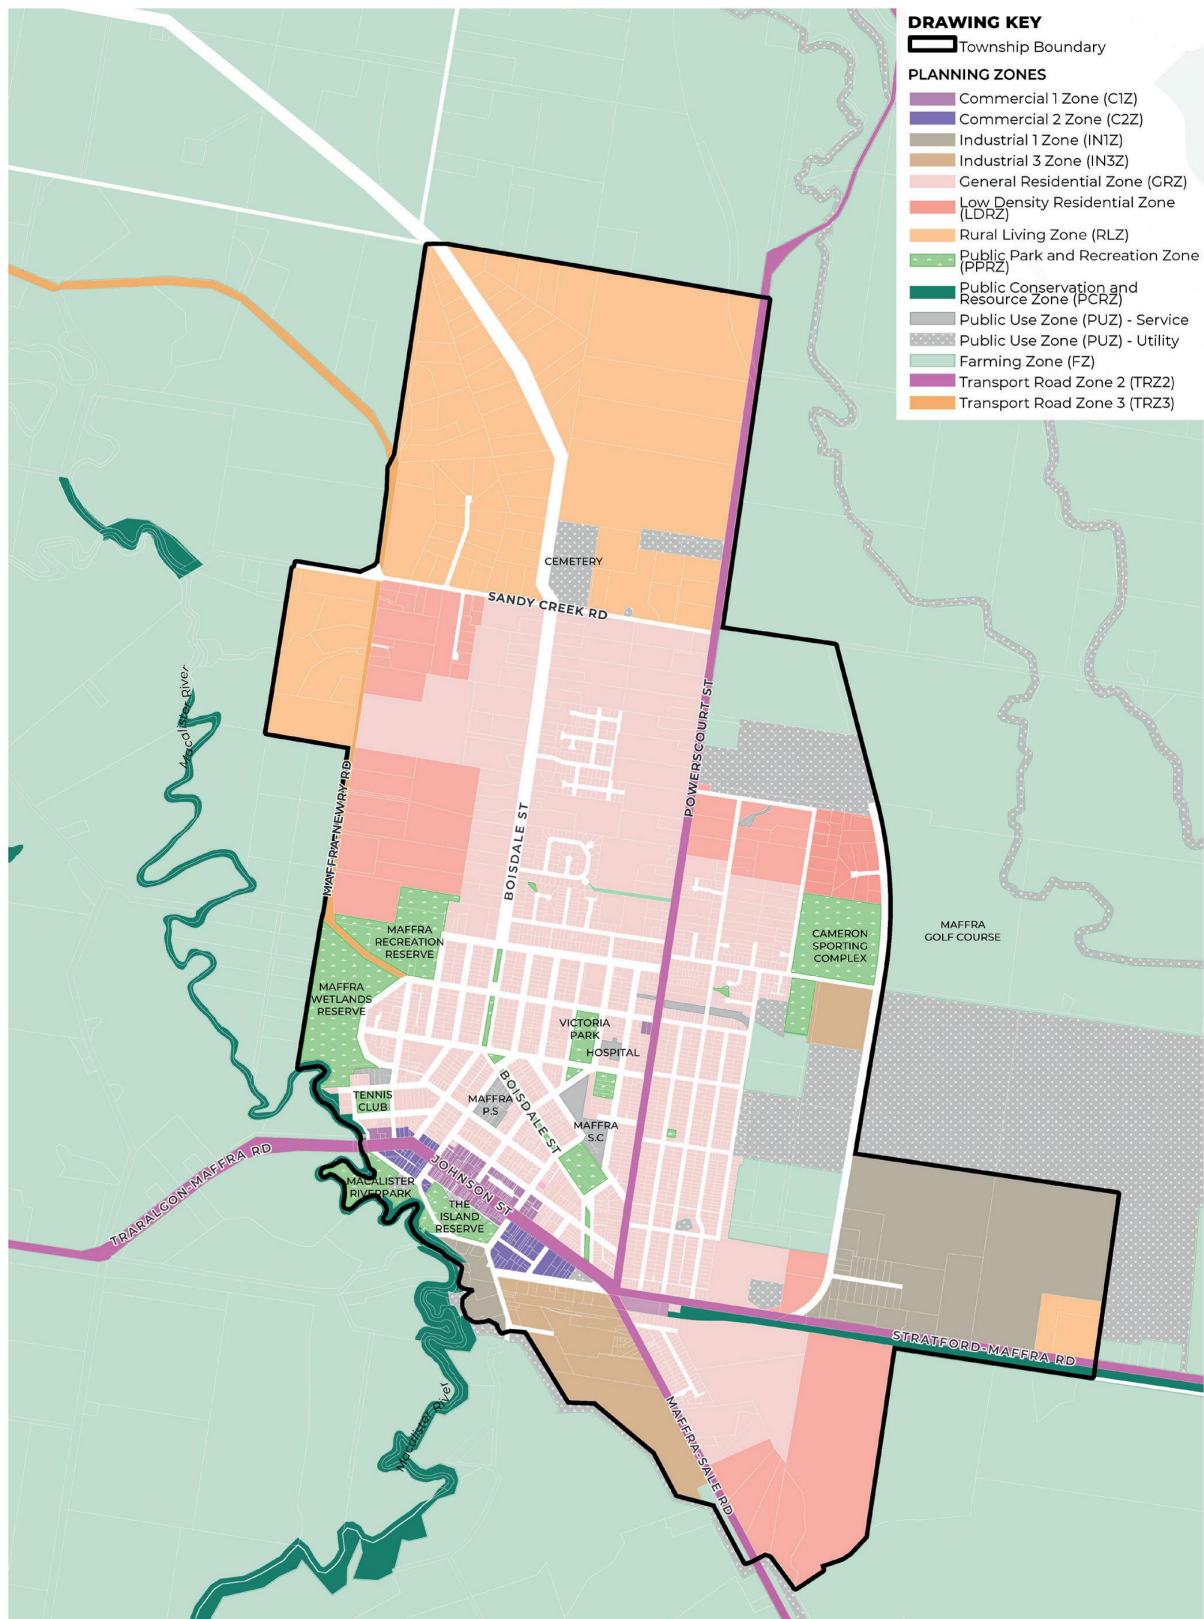 DRAWING KEY
Township Boundary
PLANNING ZONES
Commercial 1 Zone (C1Z)
Commercial 2 Zone (C2Z)
Industrial 1 Zone (IN1Z)
Industrial 3 Zone (IN3Z)
General Residential Zone (GRZ)
Low Density Residential Zone
(LDRZ)
Rural Living Zone (RLZ)
Public Park and Recreation Zone
(PPRZ)
Public Conservation and
Resource Zone (PCRZ)
Public Use Zone (PUZ) - Service
Public Use Zone (PUZ) - Utility
Farming Zone (FZ)
Transport Road Zone 2 (TRZ2)
Transport Road Zone 3 (TRZ3)
CEMETERY
SANDY CREEK RD
Macalister River
POWERSCOURT ST
MAFFRA-NEWRY RD
BOISDALE ST
MAFFRA
RECREATION
RESERVE
CAMERON
SPORTING
COMPLEX
MAFFRA
GOLF COURSE
MAFFRA
WETLANDS
RESERVE
VICTORIA
PARK
HOSPITAL
TENNIS
CLUB
MAFFRA
P.S
BOISDALE ST
MAFFRA
S.C
TRARALGON-MAFFRA RD
JOHNSON ST
MACALISTER
RIVERPARK
THE
ISLAND
RESERVE
STRATFORD-MAFFRA RD
MAFFRA-SALE RD
Macalister River